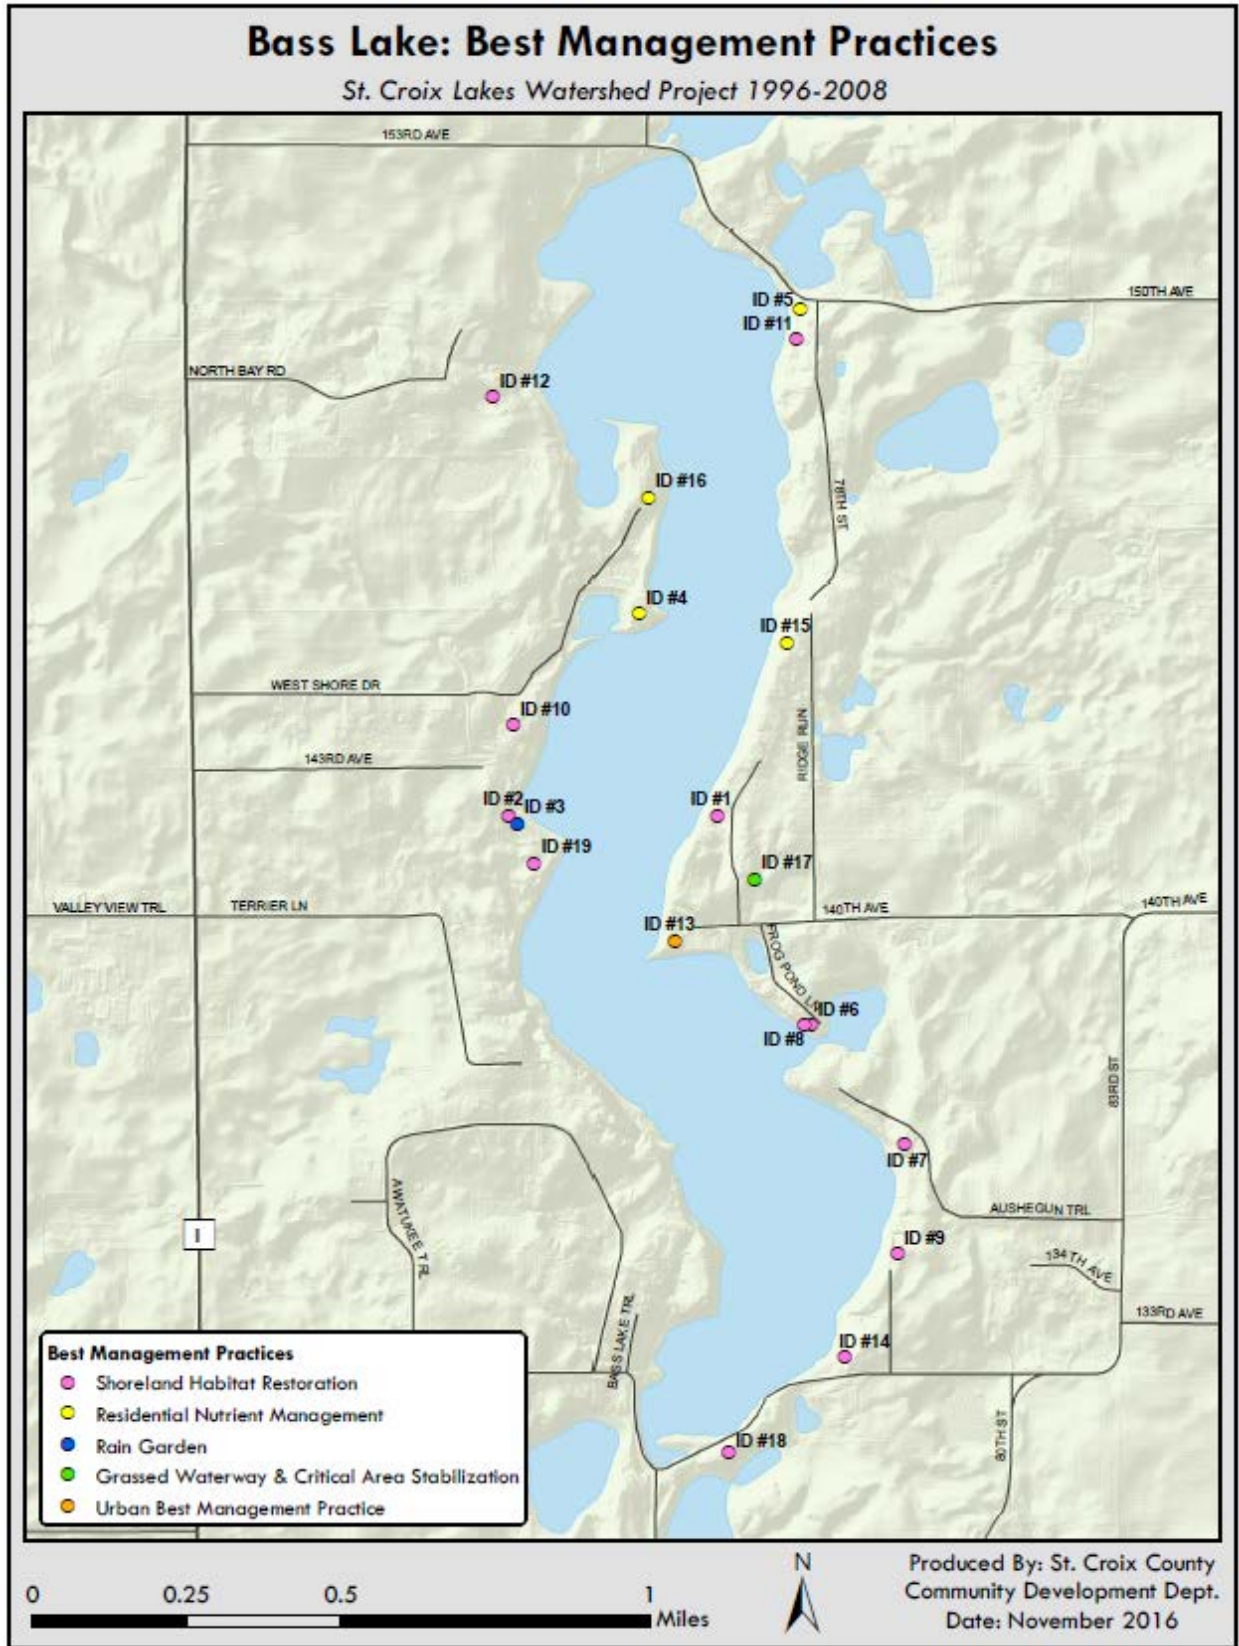 Bass Lake: Best Management Practices
St. Croix Lakes Watershed Project 1996-2008
153RD AVE
150TH AVE
ID #5
ID #11
NORTH BAY RD
ID #12
ID #16
78TH ST
ID #4
ID #15
WEST SHORE DR
ID #10
RIDGE RUN
143RD AVE
ID #2
ID #3
ID #1
ID #19
ID #17
VALLEY VIEW TRL
TERRIER LN
140TH AVE
140TH AVE
ID #13
FROG POND LN
ID #6
ID #8
83RD ST
ID #7
AWATUKEE TRL
AUSHEGUN TRL
I
ID #9
134TH AVE
133RD AVE
BASS LAKE TRL
ID #14
80TH ST
ID #18
Best Management Practices
Shoreland Habitat Restoration
Residential Nutrient Management
Rain Garden
Grassed Waterway & Critical Area Stabilization
Urban Best Management Practice
0 0.25 0.5 1
Miles
N
Produced By: St. Croix County
Community Development Dept.
Date: November 2016